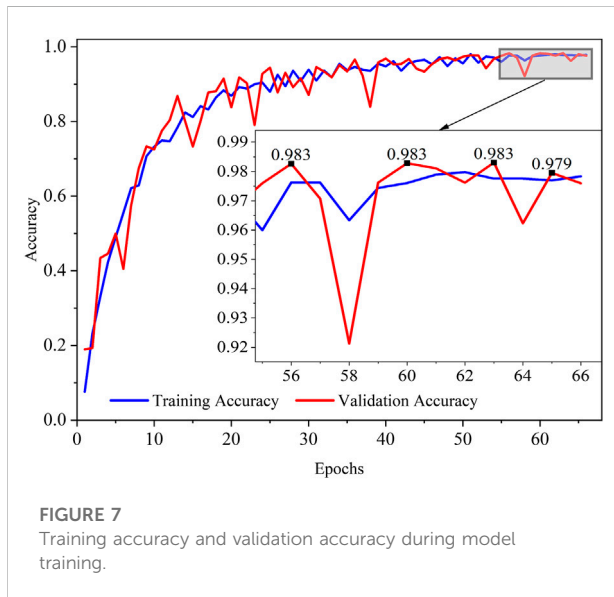 1.0
0.8
0.6
0.4
0.2
0.0
Accuracy
0.99
0.98
0.97
0.96
0.95
0.94
0.93
0.92
0.983
0.983
0.983
0.979
56 58 60 62 64 66
Training Accuracy Validation Accuracy
0 10 20 30 40 50 60
Epochs
FIGURE 7
Training accuracy and validation accuracy during model
training.